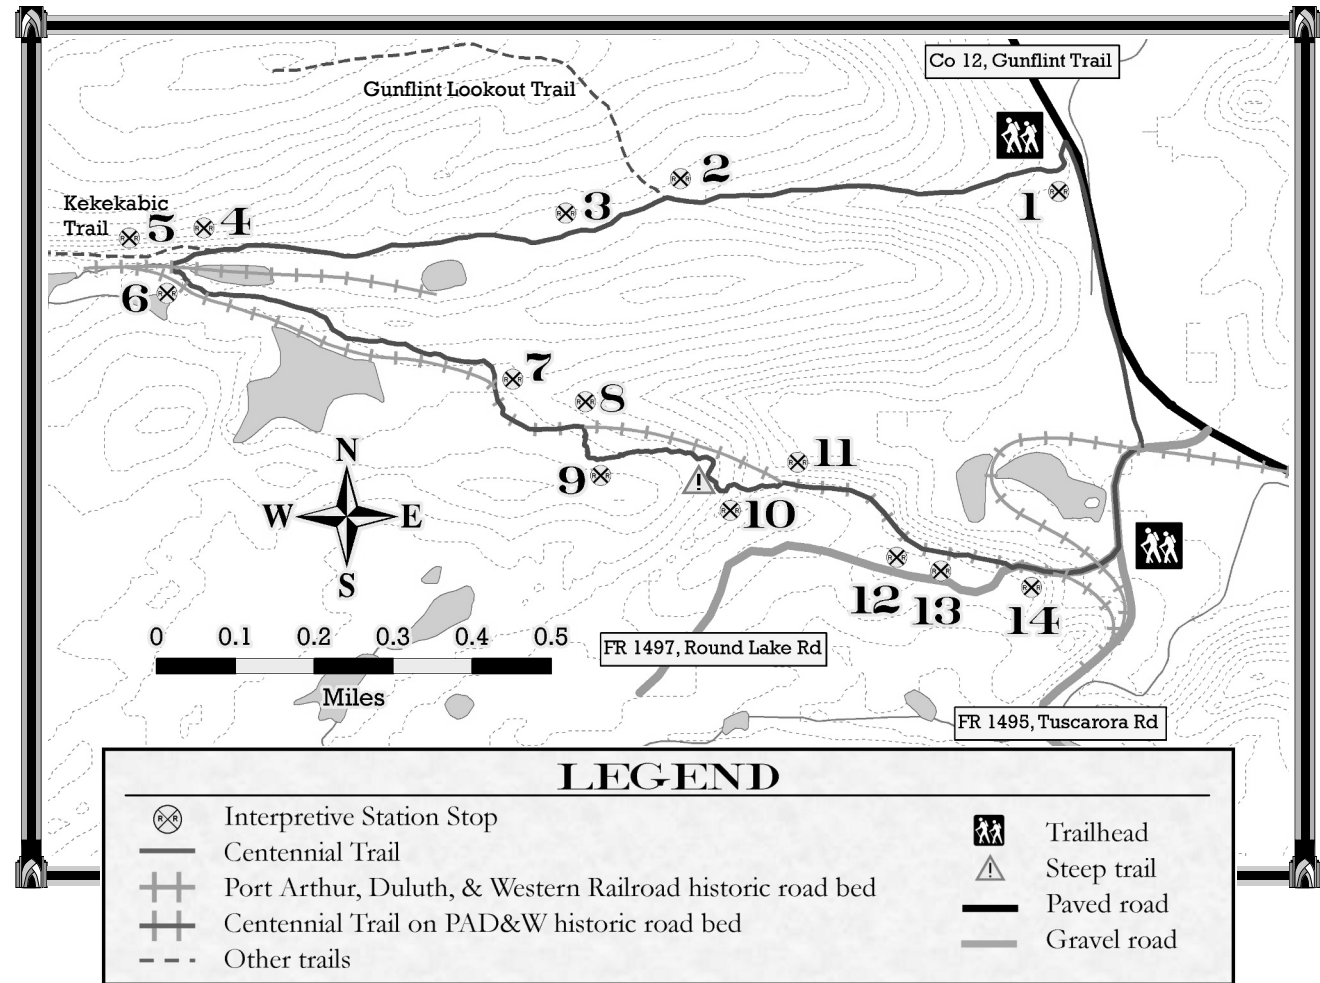 Co 12, Gunflint Trail
Gunflint Lookout Trail
2
3
1
Kekekabic
Trail
5
4
6
7
8
9
11
10
N
W
E
S
12
13
14
0 0.1 0.2 0.3 0.4 0.5
Miles
FR 1497, Round Lake Rd
FR 1495, Tuscarora Rd
LEGEND
Interpretive Station Stop
Centennial Trail
Port Arthur, Duluth, & Western Railroad historic road bed
Centennial Trail on PAD&W historic road bed
Other trails
Trailhead
Steep trail
Paved road
Gravel road